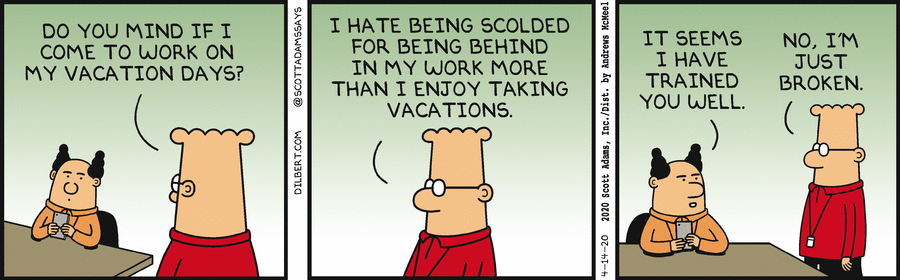 DO YOU MIND IF I
COME TO WORK ON
MY VACATION DAYS?
DILBERT.COM @SCOTTADAMSSAYS
I HATE BEING SCOLDED
FOR BEING BEHIND
IN MY WORK MORE
THAN I ENJOY TAKING
VACATIONS.
4-14-20 2020 Scott Adams, Inc./Dist. by Andrews McMeel
IT SEEMS
I HAVE
TRAINED
YOU WELL.
NO, I'M
JUST
BROKEN.